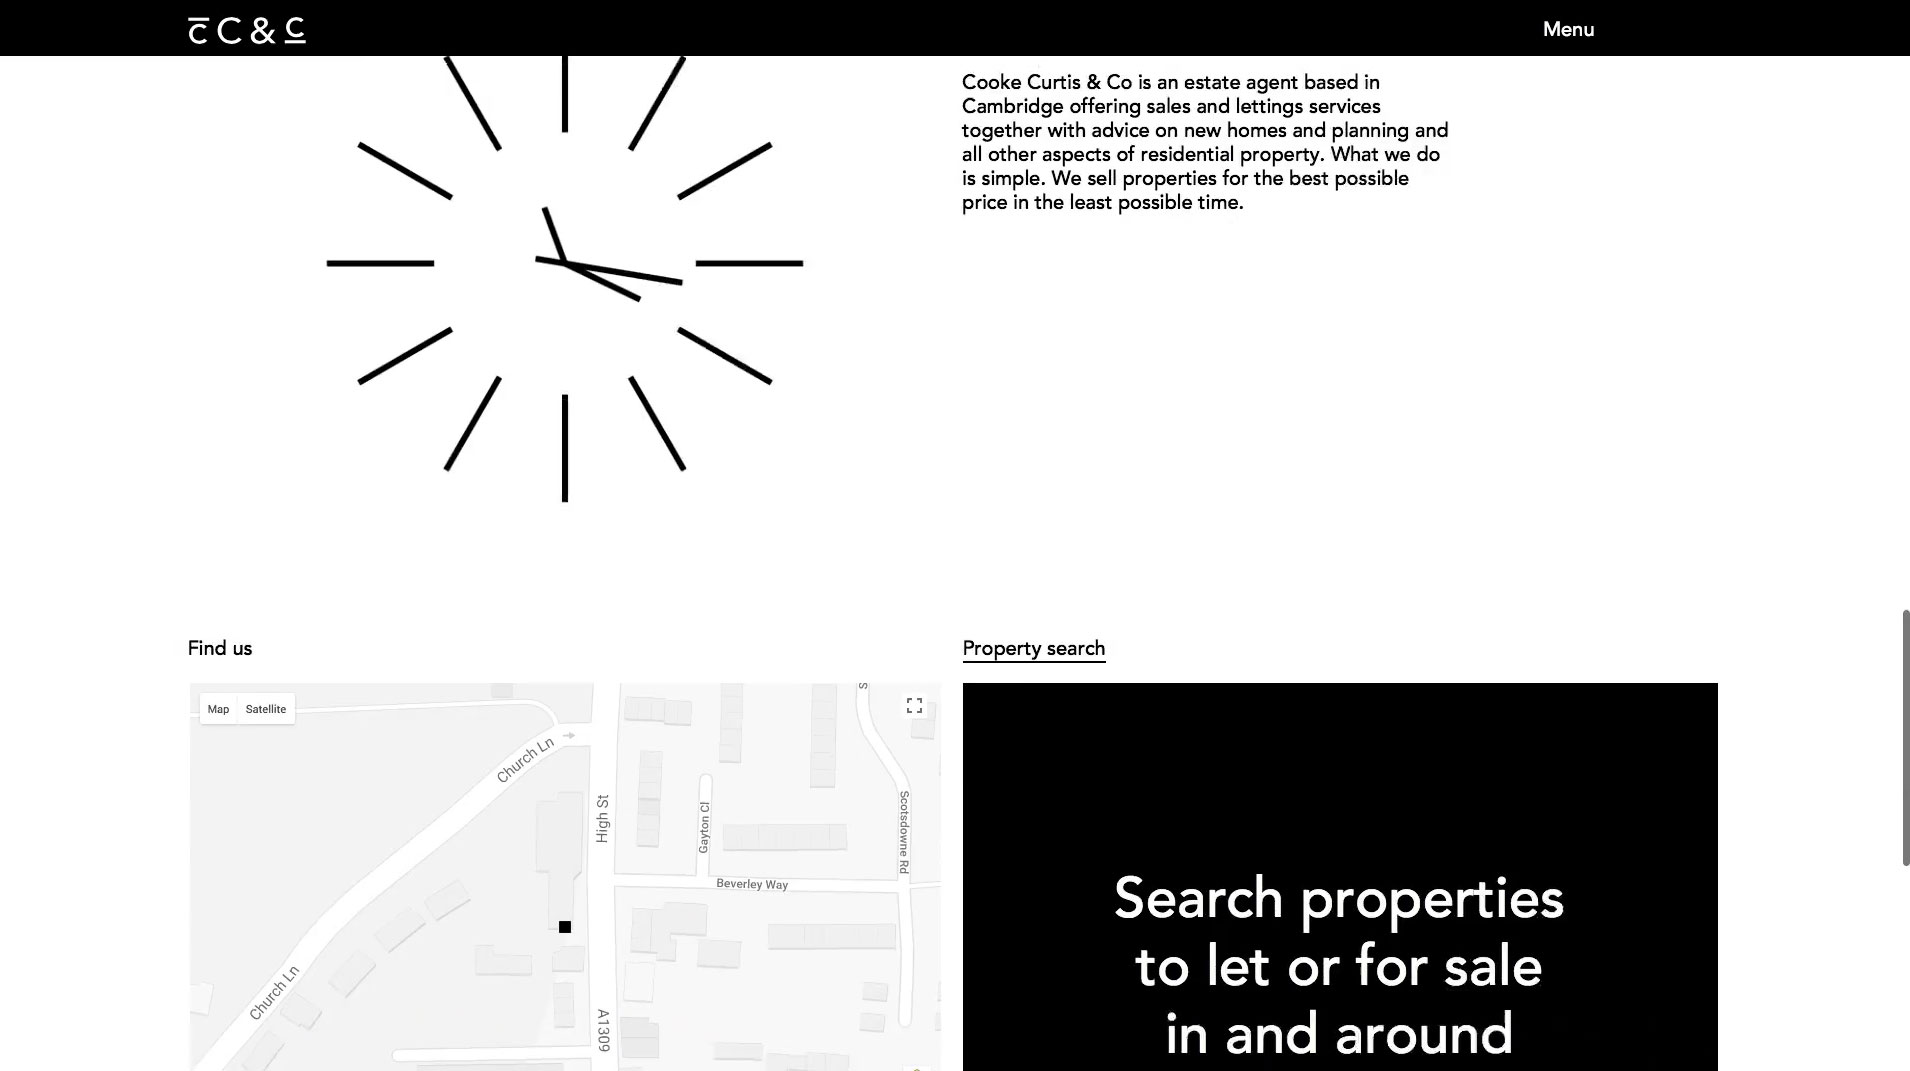 C C & C
Menu
Cooke Curtis & Co is an estate agent based in
Cambridge offering sales and lettings services
together with advice on new homes and planning and
all other aspects of residential property. What we do
is simple. We sell properties for the best possible
price in the least possible time.
Find us
Property search
Map
Satellite
S
Church Ln
High St
Gayton Cl
Scotsdowne Rd
Beverley Way
Church Ln
A1309
Search properties
to let or for sale
in and around